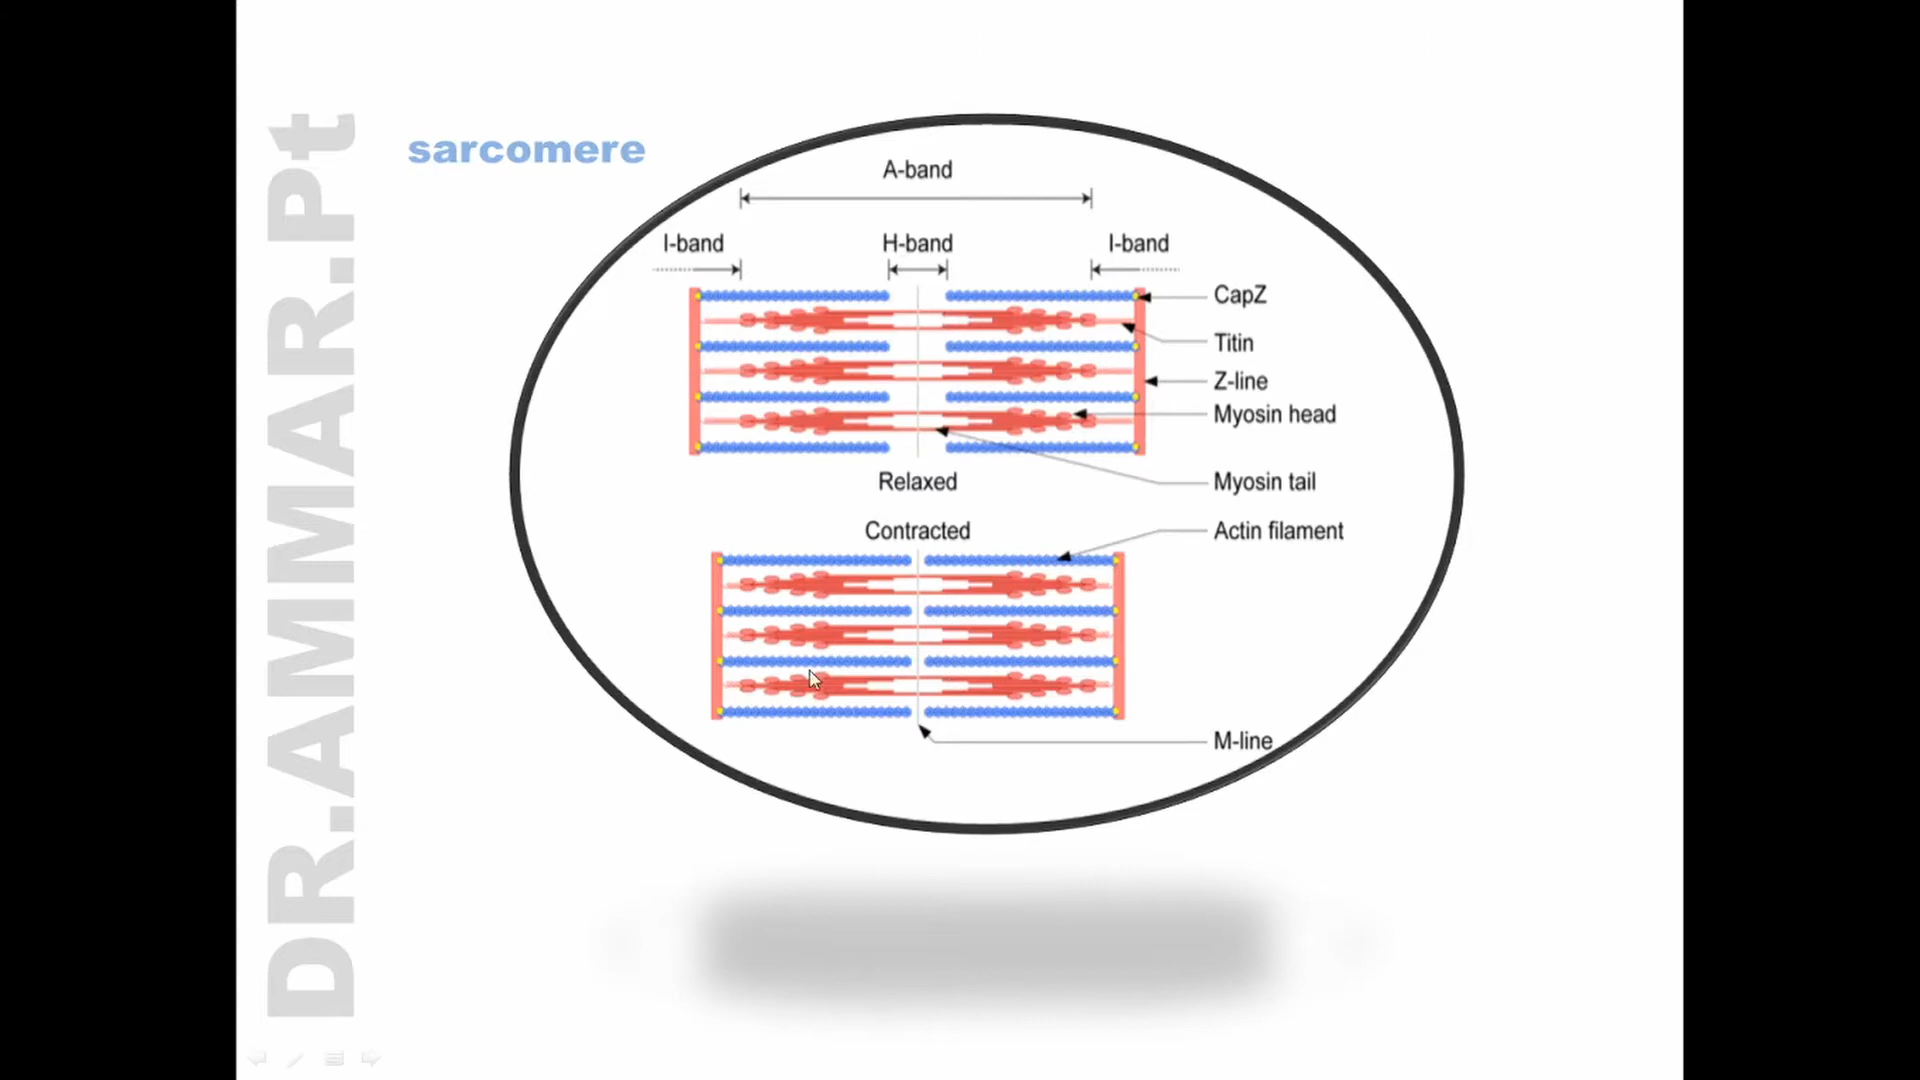 DR.AMMAR.Pt
sarcomere
A-band
I-band
H-band
I-band
CapZ
Titin
Z-line
Myosin head
Relaxed
Myosin tail
Contracted
Actin filament
M-line